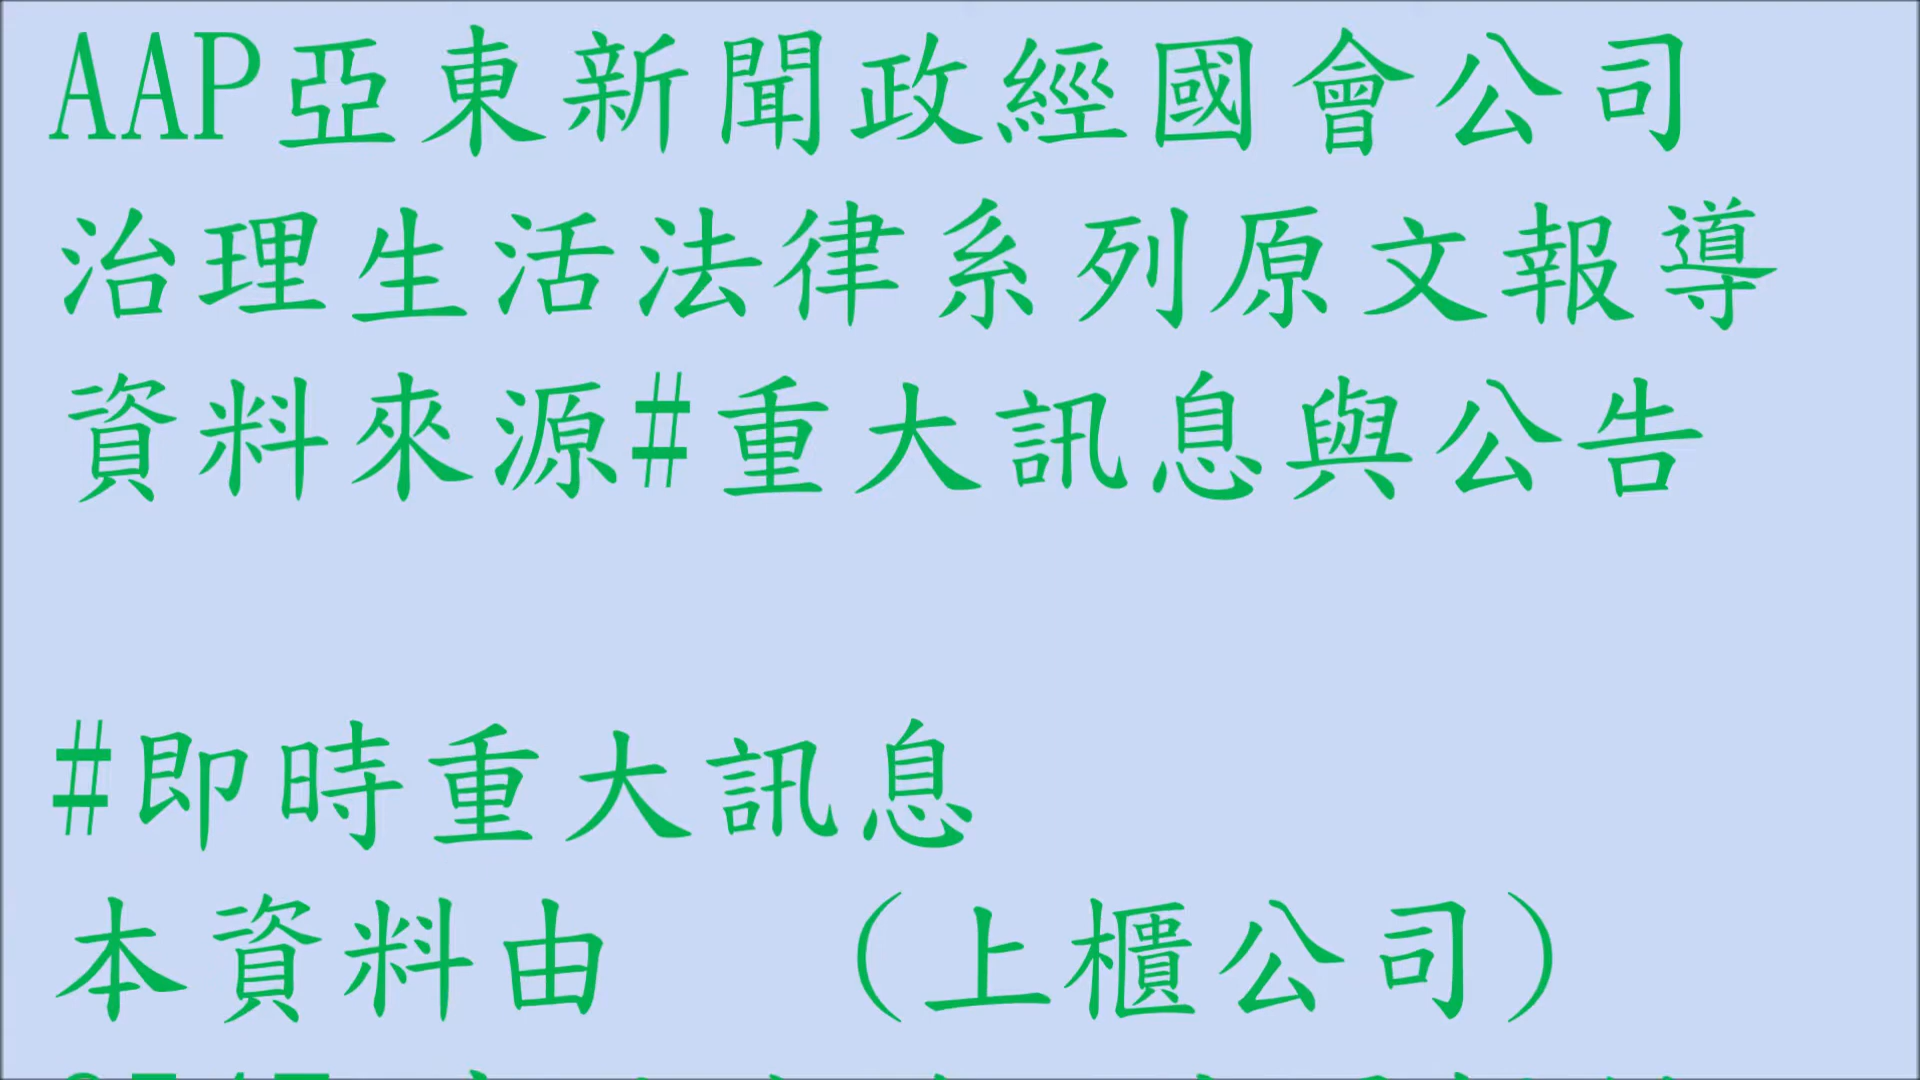 AAP亞東新聞政經國會公司
治理生活法律系列原文報導
資料來源#重大訊息與公告
#即時重大訊息
本資料由 （上櫃公司）